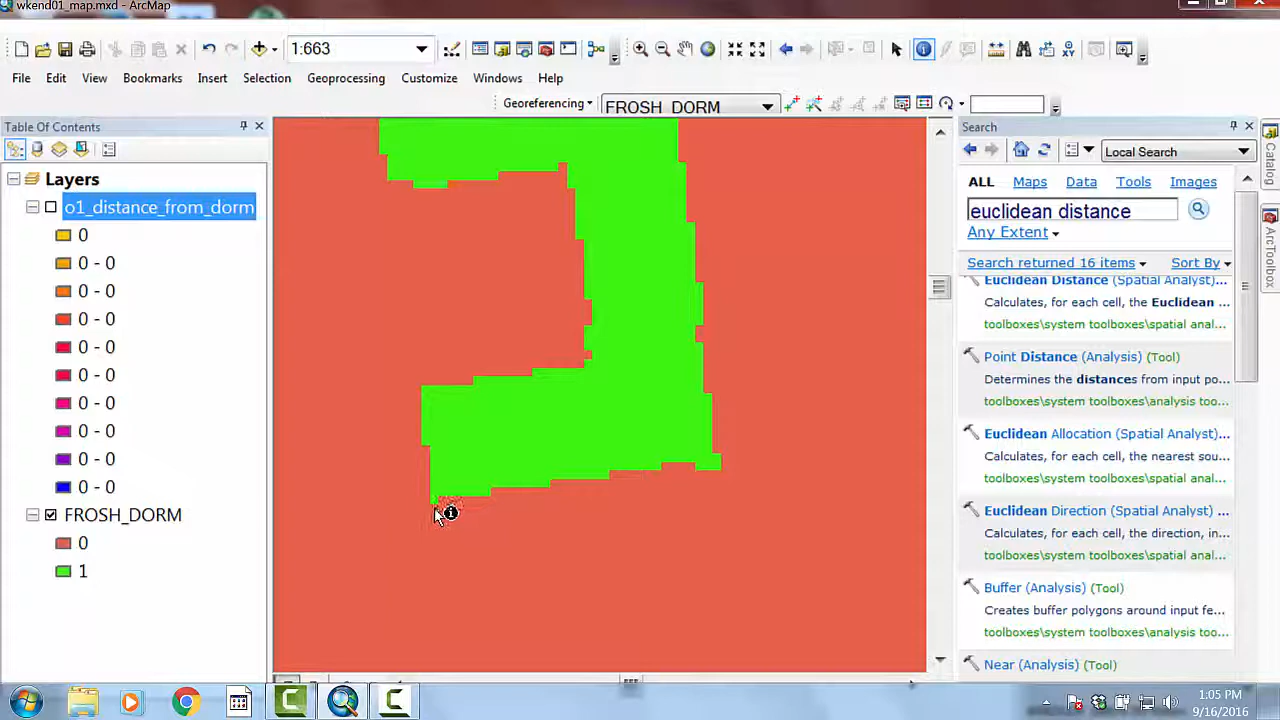 wkend01_map.mxd - ArcMap
1:663
File Edit View Bookmarks Insert Selection Geoprocessing Customize Windows Help
Georeferencing FROSH_DORM
Table Of Contents
Layers
o1_distance_from_dorm
0
0 - 0
0 - 0
0 - 0
0 - 0
0 - 0
0 - 0
0 - 0
0 - 0
0 - 0
FROSH_DORM
0
1
Search
Local Search
ALL Maps Data Tools Images
euclidean distance
Any Extent
Search returned 16 items Sort By
Euclidean Distance (Spatial Analyst)...
Calculates, for each cell, the Euclidean ...
toolboxes\system toolboxes\spatial anal...
Point Distance (Analysis) (Tool)
Determines the distances from input po...
toolboxes\system toolboxes\analysis too...
Euclidean Allocation (Spatial Analyst)...
Calculates, for each cell, the nearest sou...
toolboxes\system toolboxes\spatial anal...
Euclidean Direction (Spatial Analyst) ...
Calculates, for each cell, the direction, in...
toolboxes\system toolboxes\spatial anal...
Buffer (Analysis) (Tool)
Creates buffer polygons around input fe...
toolboxes\system toolboxes\analysis too...
Near (Analysis) (Tool)
Catalog
ArcToolbox
1:05 PM
9/16/2016